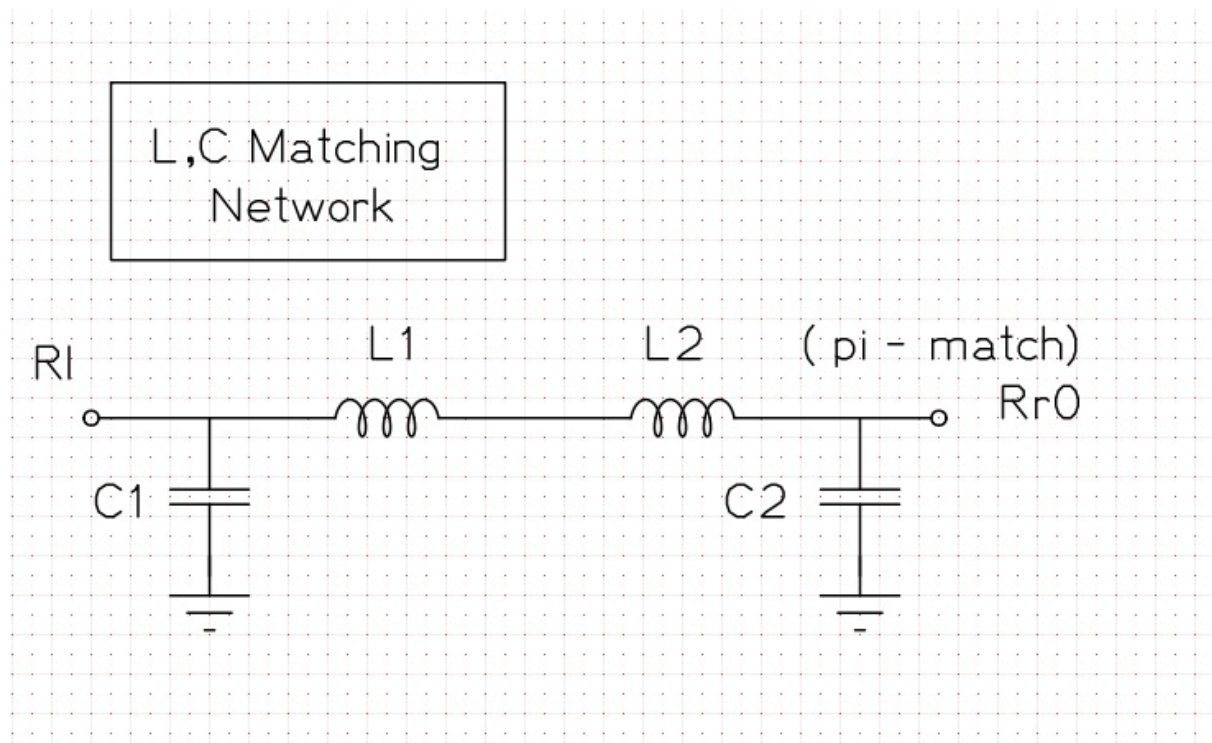 L,C Matching
Network
L1
L2
( pi - match)
Rl
Rr0
C1
C2